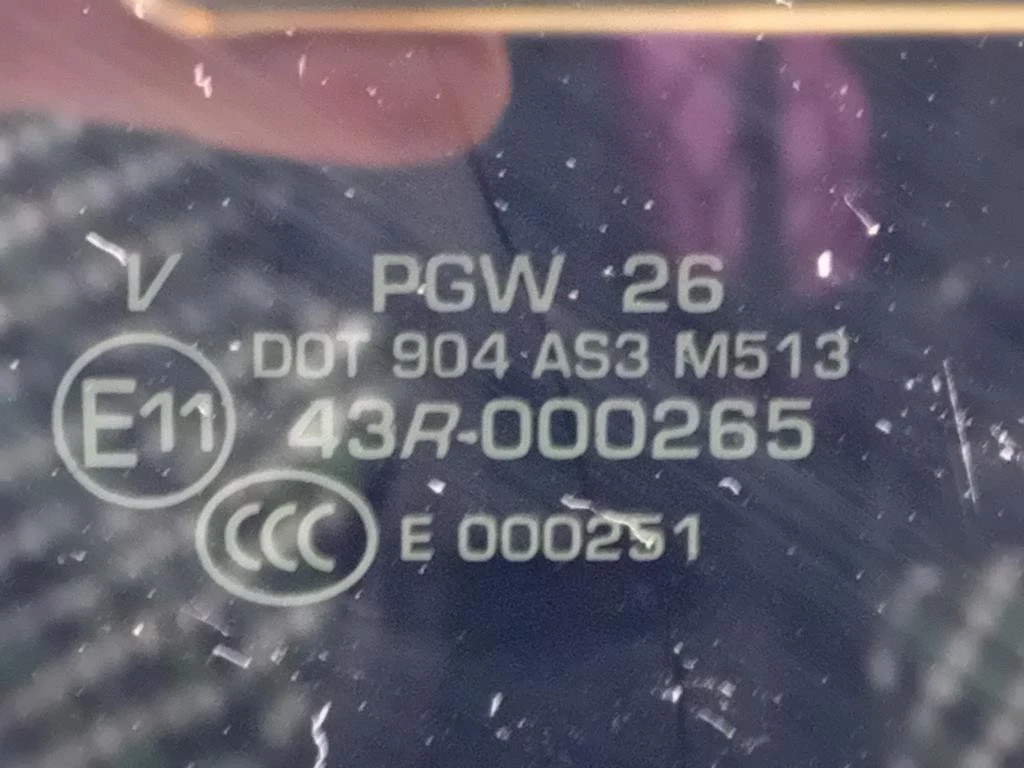 V PGW 26
DOT 904 AS3 M513
E11 43R-000265
CCC E 000251